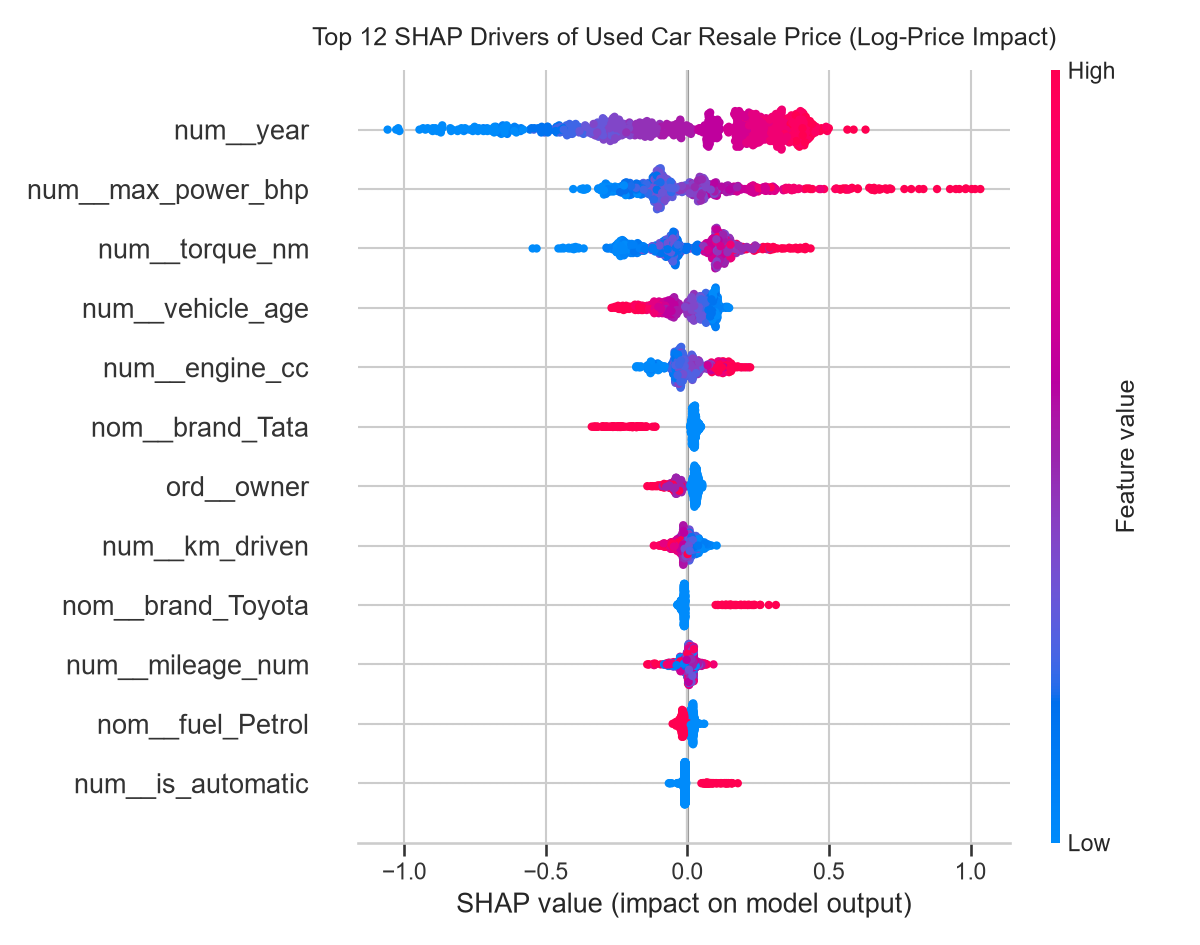 Top 12 SHAP Drivers of Used Car Resale Price (Log-Price Impact)
High
num__year
num__max_power_bhp
num__torque_nm
num__vehicle_age
num__engine_cc
nom__brand_Tata
ord__owner
num__km_driven
nom__brand_Toyota
num__mileage_num
nom__fuel_Petrol
num__is_automatic
Feature value
Low
−1.0 −0.5 0.0 0.5 1.0
SHAP value (impact on model output)